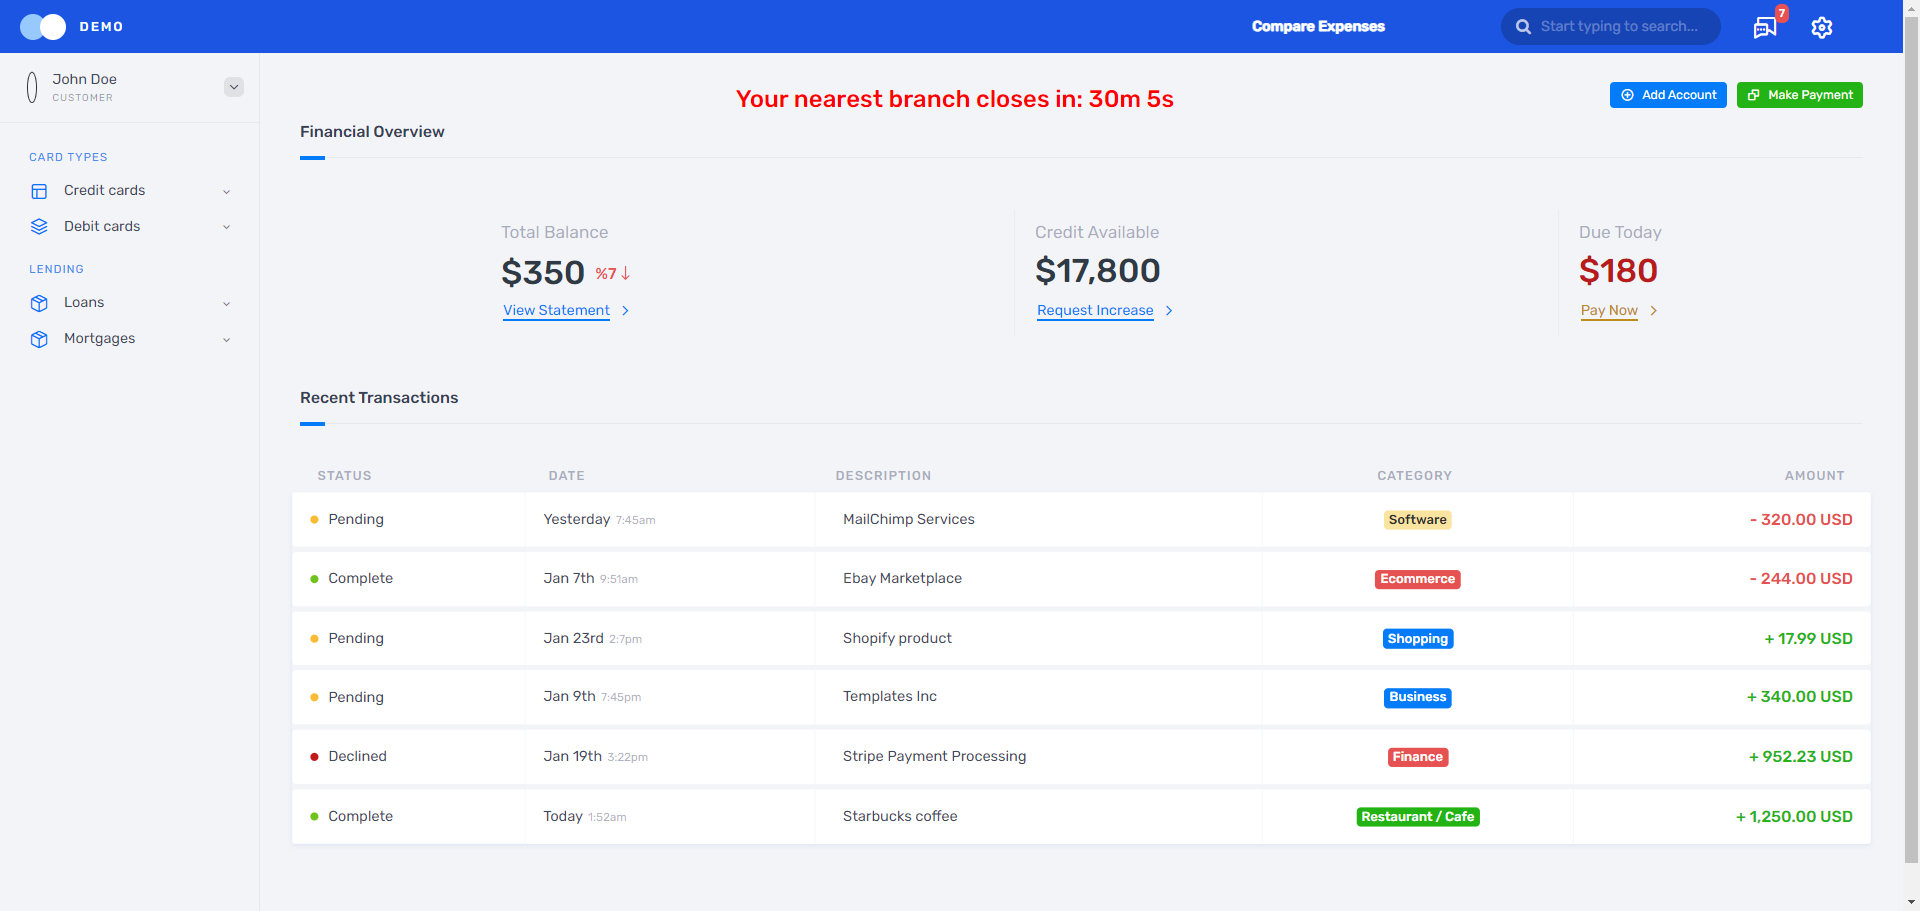 DEMO
Compare Expenses
Start typing to search...
7
John Doe
CUSTOMER
CARD TYPES
Credit cards
Debit cards
LENDING
Loans
Mortgages
Your nearest branch closes in: 30m 5s
Add Account
Make Payment
Financial Overview
Total Balance
$350 %7
View Statement
Credit Available
$17,800
Request Increase
Due Today
$180
Pay Now
Recent Transactions
STATUS DATE DESCRIPTION CATEGORY AMOUNT
Pending Yesterday 7:45am MailChimp Services Software - 320.00 USD
Complete Jan 7th 9:51am Ebay Marketplace Ecommerce - 244.00 USD
Pending Jan 23rd 2:7pm Shopify product Shopping + 17.99 USD
Pending Jan 9th 7:45pm Templates Inc Business + 340.00 USD
Declined Jan 19th 3:22pm Stripe Payment Processing Finance + 952.23 USD
Complete Today 1:52am Starbucks coffee Restaurant / Cafe + 1,250.00 USD